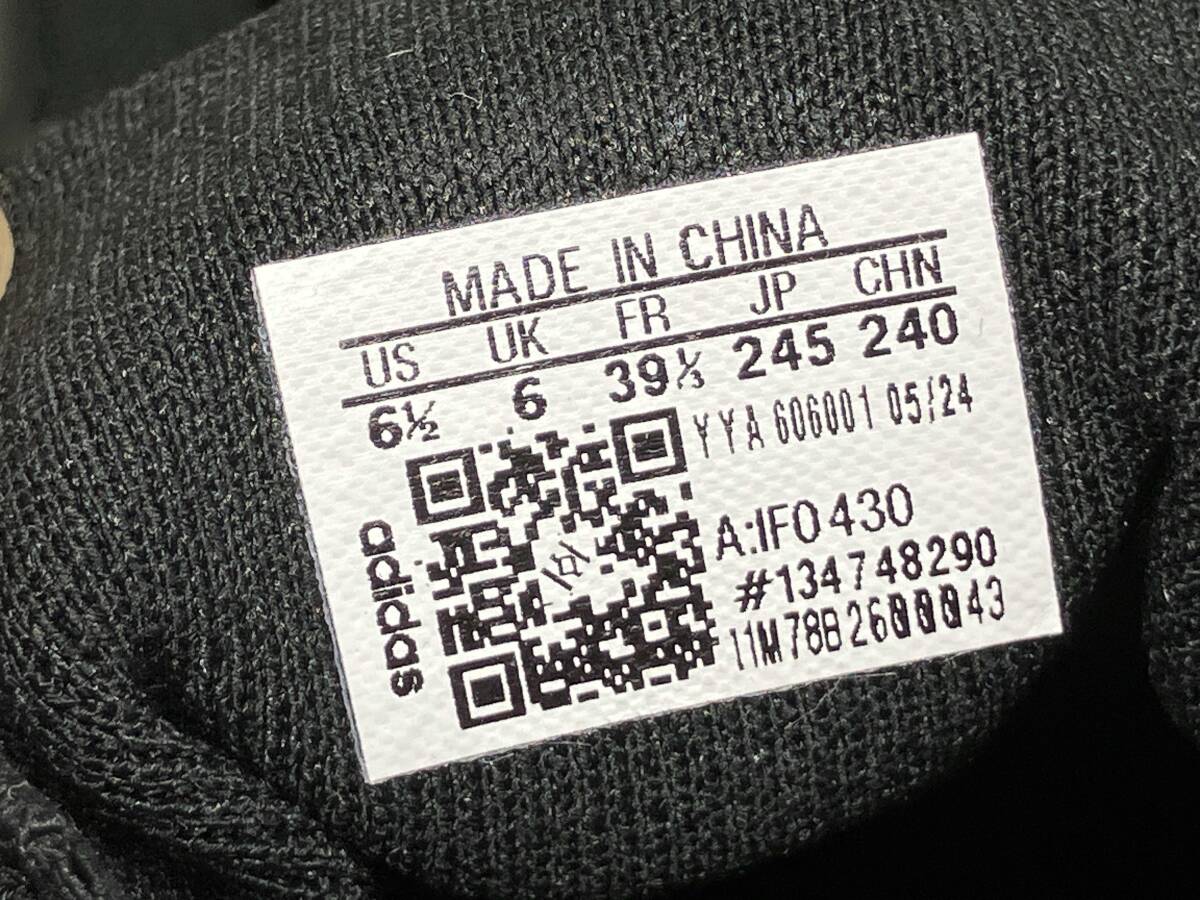 MADE IN CHINA
US UK FR JP CHN
6½ 6 39⅓ 245 240
YYA 606001 05/24
A:IF0430
#134748290
11M78B26000043
adidas